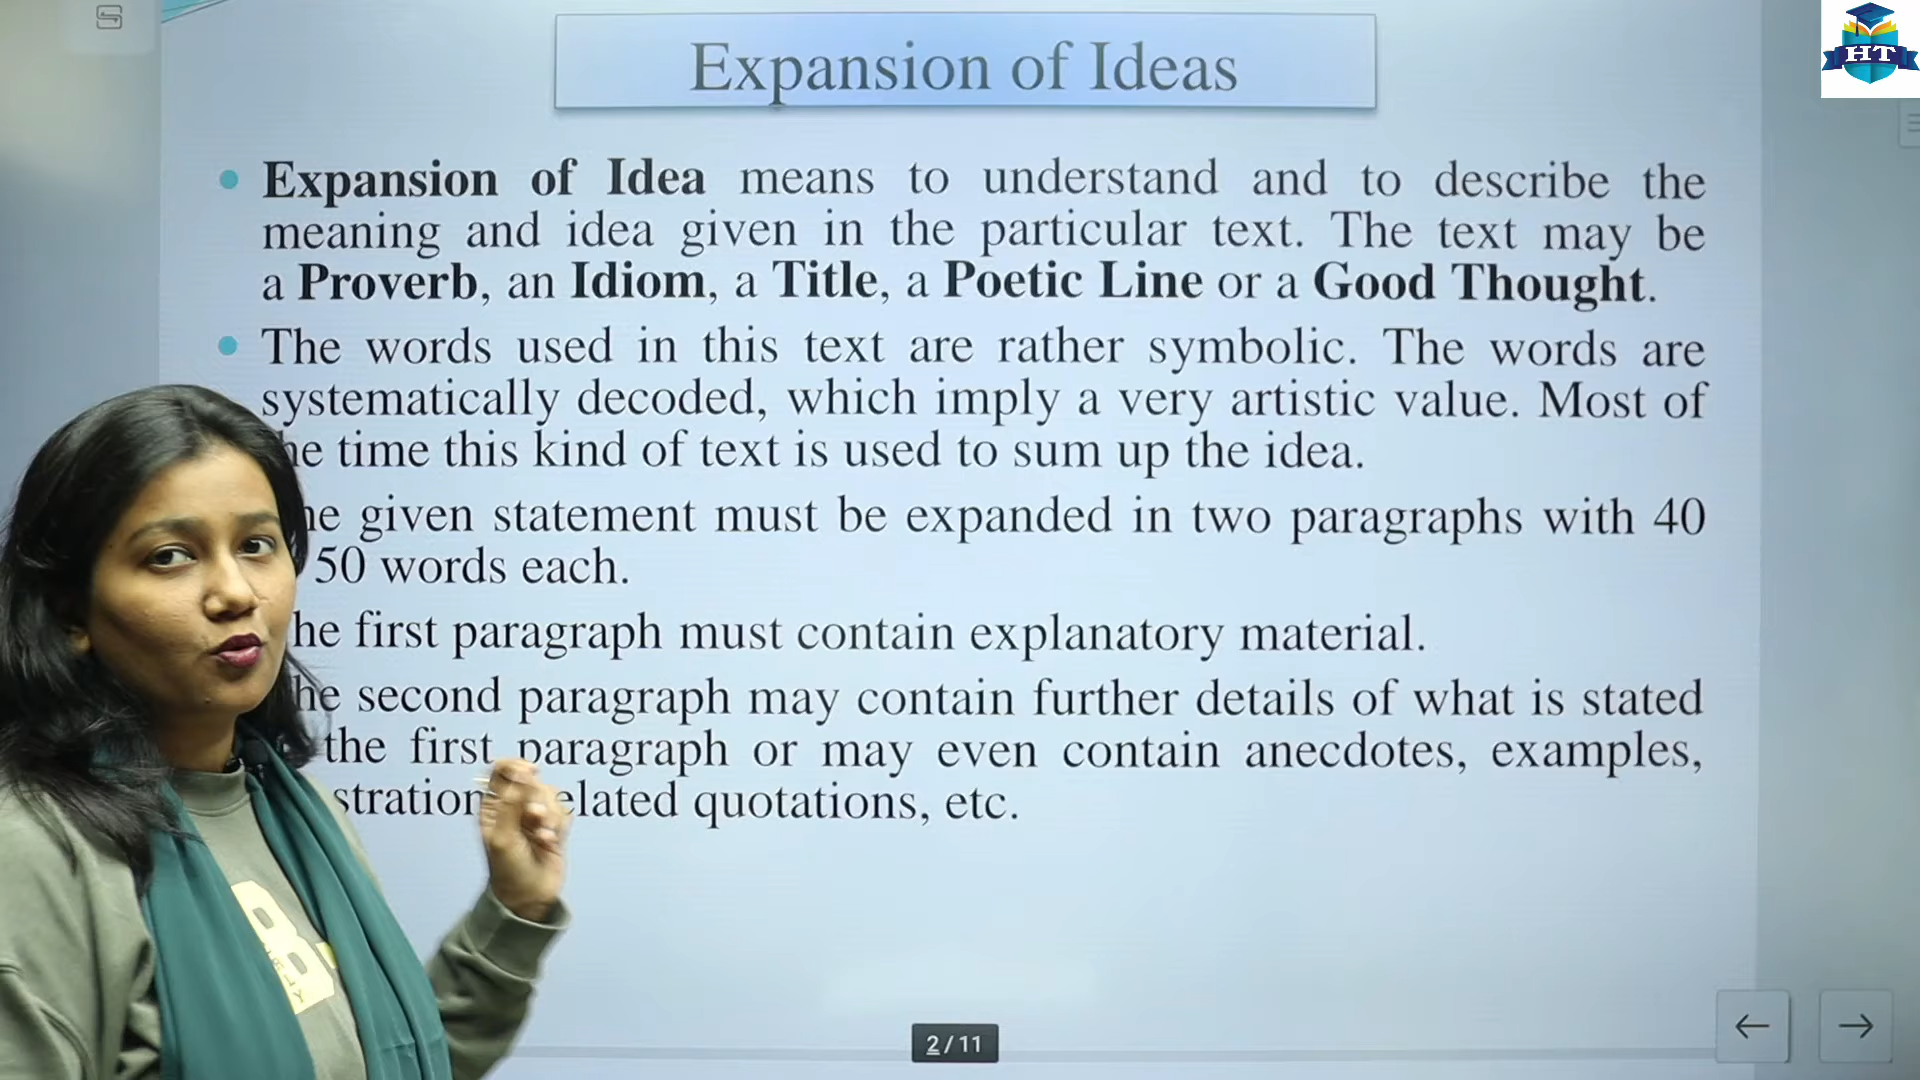 HT
Expansion of Ideas
Expansion of Idea means to understand and to describe the
meaning and idea given in the particular text. The text may be
a Proverb, an Idiom, a Title, a Poetic Line or a Good Thought.
The words used in this text are rather symbolic. The words are
systematically decoded, which imply a very artistic value. Most of
he time this kind of text is used to sum up the idea.
he given statement must be expanded in two paragraphs with 40
50 words each.
he first paragraph must contain explanatory material.
he second paragraph may contain further details of what is stated
the first paragraph or may even contain anecdotes, examples,
stration elated quotations, etc.
B
2 / 11